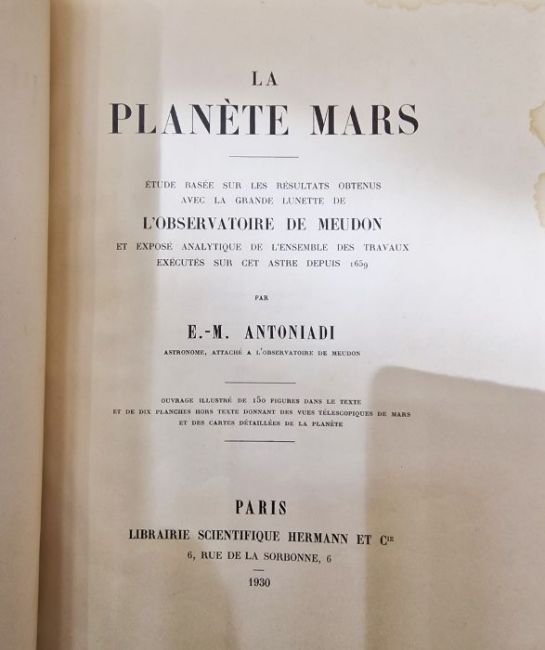 LA
PLANÈTE MARS
ÉTUDE BASÉE SUR LES RÉSULTATS OBTENUS
AVEC LA GRANDE LUNETTE DE
L'OBSERVATOIRE DE MEUDON
ET EXPOSÉ ANALYTIQUE DE L'ENSEMBLE DES TRAVAUX
EXÉCUTÉS SUR CET ASTRE DEPUIS 1659
PAR
E.-M. ANTONIADI
ASTRONOME, ATTACHÉ A L'OBSERVATOIRE DE MEUDON
OUVRAGE ILLUSTRÉ DE 150 FIGURES DANS LE TEXTE
ET DE DIX PLANCHES HORS TEXTE DONNANT DES VUES TÉLESCOPIQUES DE MARS
ET DES CARTES DÉTAILLÉES DE LA PLANÈTE
PARIS
LIBRAIRIE SCIENTIFIQUE HERMANN ET Cⁱᴱ
6, RUE DE LA SORBONNE, 6
1930